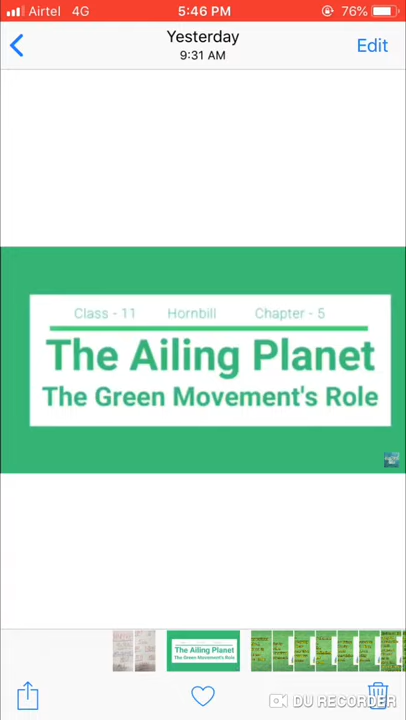 Airtel 4G 5:46 PM 76%
Yesterday
9:31 AM
Edit
Class - 11 Hornbill Chapter - 5
The Ailing Planet
The Green Movement's Role
The Ailing Planet
The Green Movement's Role
DU RECORDER